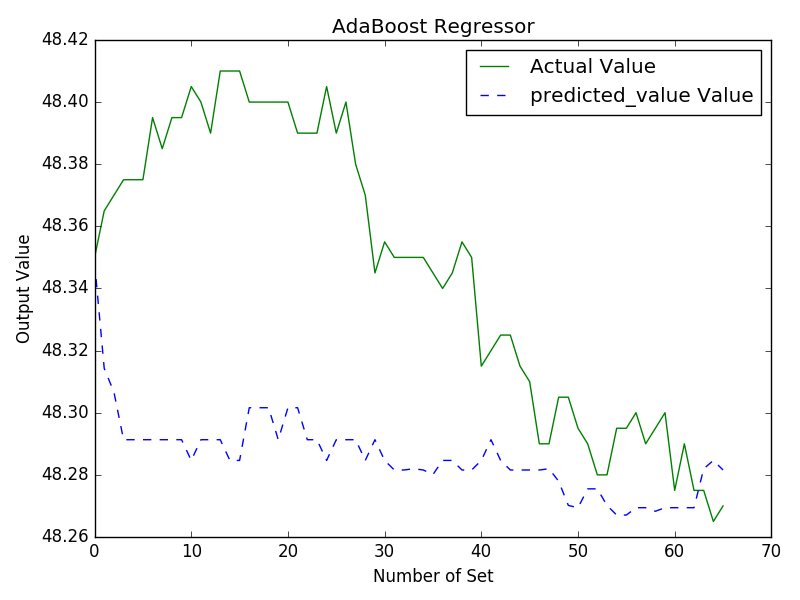 AdaBoost Regressor
48.42
48.40
48.38
48.36
48.34
48.32
48.30
48.28
48.26
Output Value
Actual Value
predicted_value Value
0 10 20 30 40 50 60 70
Number of Set